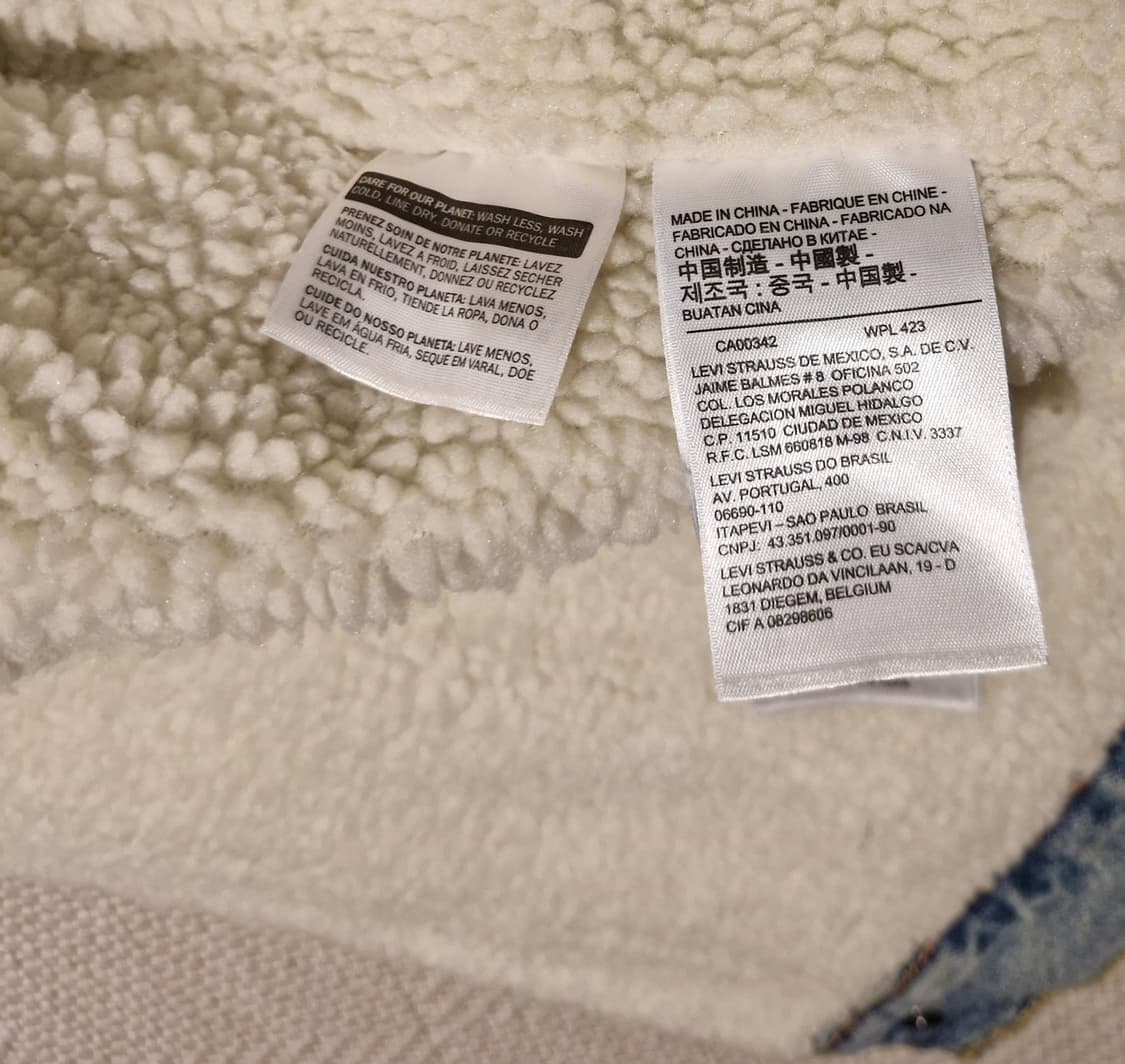 CARE FOR OUR PLANET: WASH LESS, WASH
COLD, LINE DRY, DONATE OR RECYCLE
PRENEZ SOIN DE NOTRE PLANETE: LAVEZ
MOINS, LAVEZ A FROID, LAISSEZ SECHER
NATURELLEMENT, DONNEZ OU RECYCLEZ
CUIDA NUESTRO PLANETA: LAVA MENOS,
LAVA EN FRIO, TIENDE LA ROPA, DONA O
RECICLA.
CUIDE DO NOSSO PLANETA: LAVE MENOS,
LAVE EM ÁGUA FRIA, SEQUE EM VARAL, DOE
OU RECICLE.
MADE IN CHINA - FABRIQUE EN CHINE -
FABRICADO EN CHINA - FABRICADO NA
CHINA - СДЕЛАНО В КИТАЕ -
中国制造 - 中國製 -
제조국 : 중국 - 中国製 -
BUATAN CINA
CA00342 WPL 423
LEVI STRAUSS DE MEXICO, S.A. DE C.V.
JAIME BALMES # 8 OFICINA 502
COL. LOS MORALES POLANCO
DELEGACION MIGUEL HIDALGO
C.P. 11510 CIUDAD DE MEXICO
R.F.C. LSM 660818 M-98 C.N.I.V. 3337
LEVI STRAUSS DO BRASIL
AV. PORTUGAL, 400
06690-110
ITAPEVI – SAO PAULO BRASIL
CNPJ: 43.351.097/0001-90
LEVI STRAUSS & CO. EU SCA/CVA
LEONARDO DA VINCILAAN, 19 - D
1831 DIEGEM, BELGIUM
CIF A 08298606